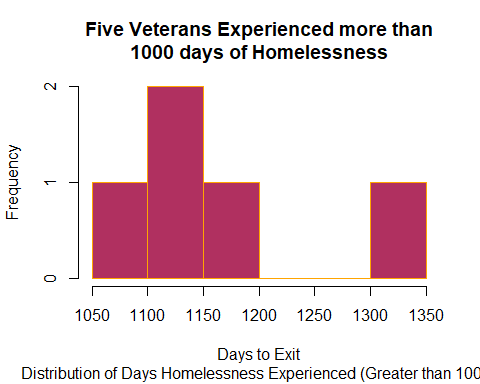 Five Veterans Experienced more than
1000 days of Homelessness
Frequency
2
1
0
1050 1100 1150 1200 1250 1300 1350
Days to Exit
Distribution of Days Homelessness Experienced (Greater than 100